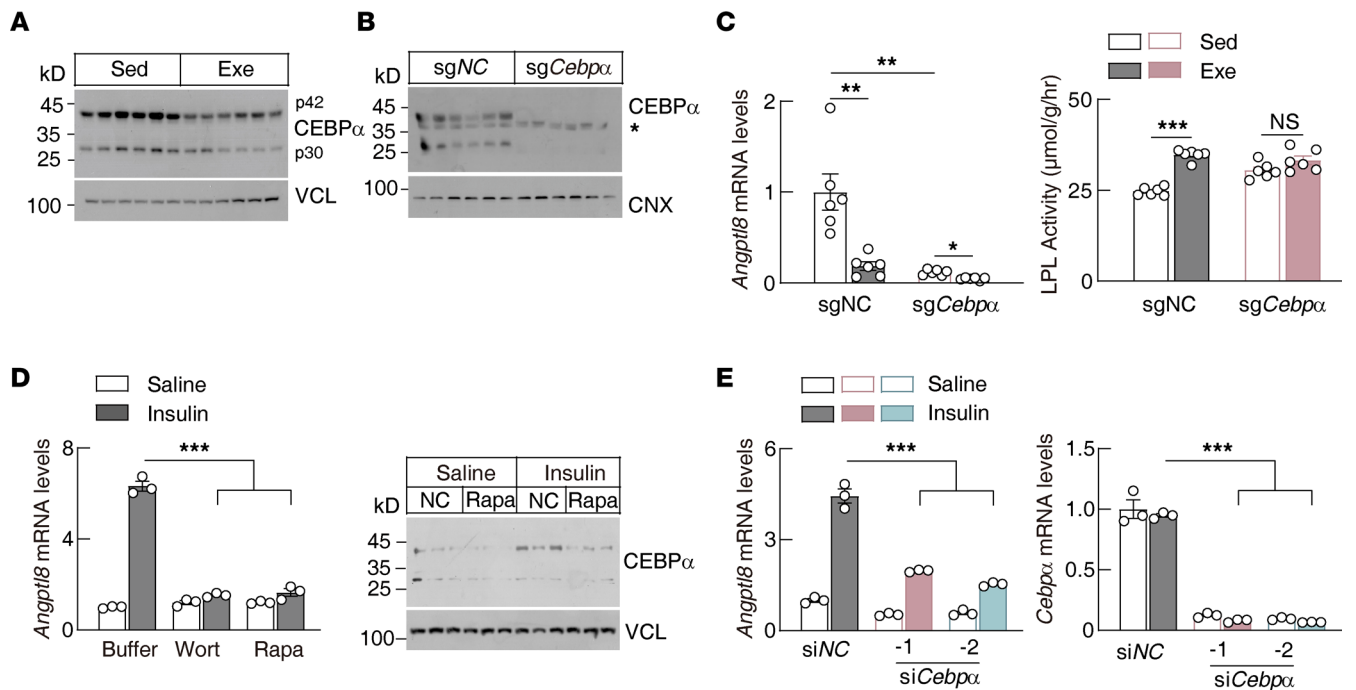 A
Sed Exe
kD
45
35
25
100
p42
CEBPα
p30
VCL
B
sgNC sgCebpα
kD
45
35
25
100
CEBPα
*
CNX
C
Sed
Exe
Angptl8 mRNA levels
2
1
0
**
**
*
sgNC sgCebpα
LPL Activity (μmol/g/hr)
50
25
0
***
NS
sgNC sgCebpα
D
Saline
Insulin
Angptl8 mRNA levels
8
4
0
***
Buffer Wort Rapa
Saline Insulin
kD
NC Rapa NC Rapa
45
35
25
100
CEBPα
VCL
E
Saline
Insulin
Angptl8 mRNA levels
6
3
0
***
siNC -1 -2
siCebpα
Cebpα mRNA levels
1.5
1.0
0.5
0
***
siNC -1 -2
siCebpα